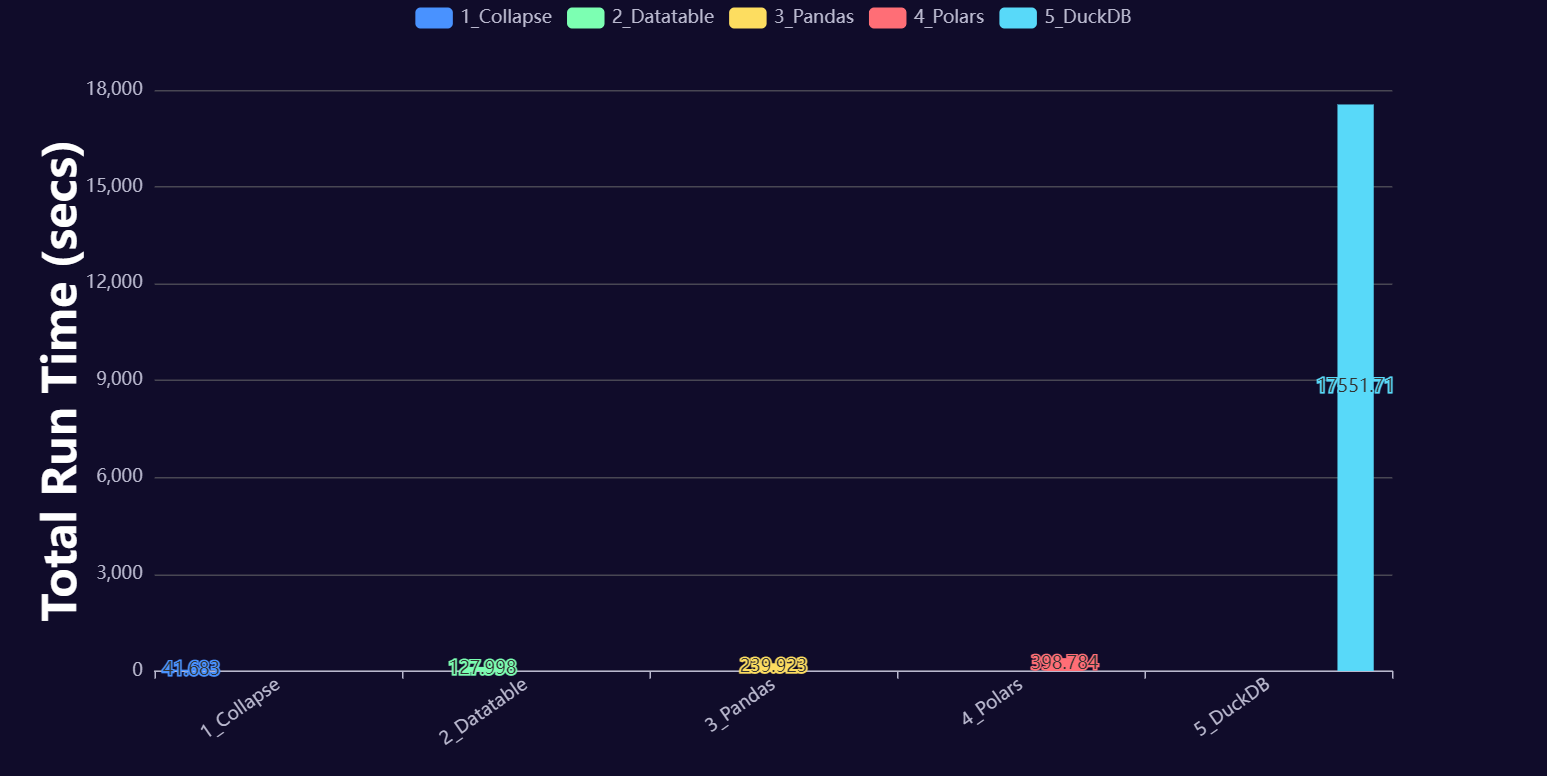 1_Collapse 2_Datatable 3_Pandas 4_Polars 5_DuckDB
Total Run Time (secs)
18,000
15,000
12,000
9,000
6,000
3,000
0
41.683
127.998
239.923
398.784
17551.71
1_Collapse
2_Datatable
3_Pandas
4_Polars
5_DuckDB